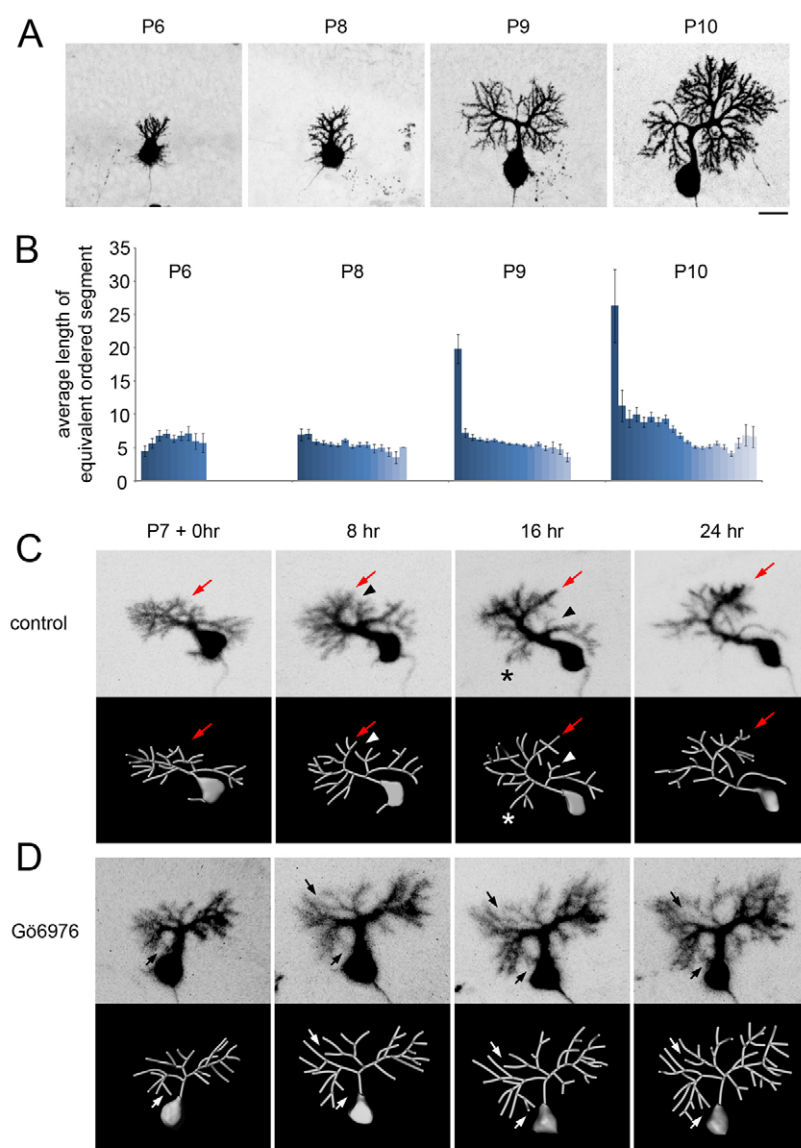 A
P6 P8 P9 P10
B
average length of
equivalent ordered segment
35
30
25
20
15
10
5
0
P6 P8 P9 P10
C
P7 + 0hr 8 hr 16 hr 24 hr
control
*
*
D
Gö6976